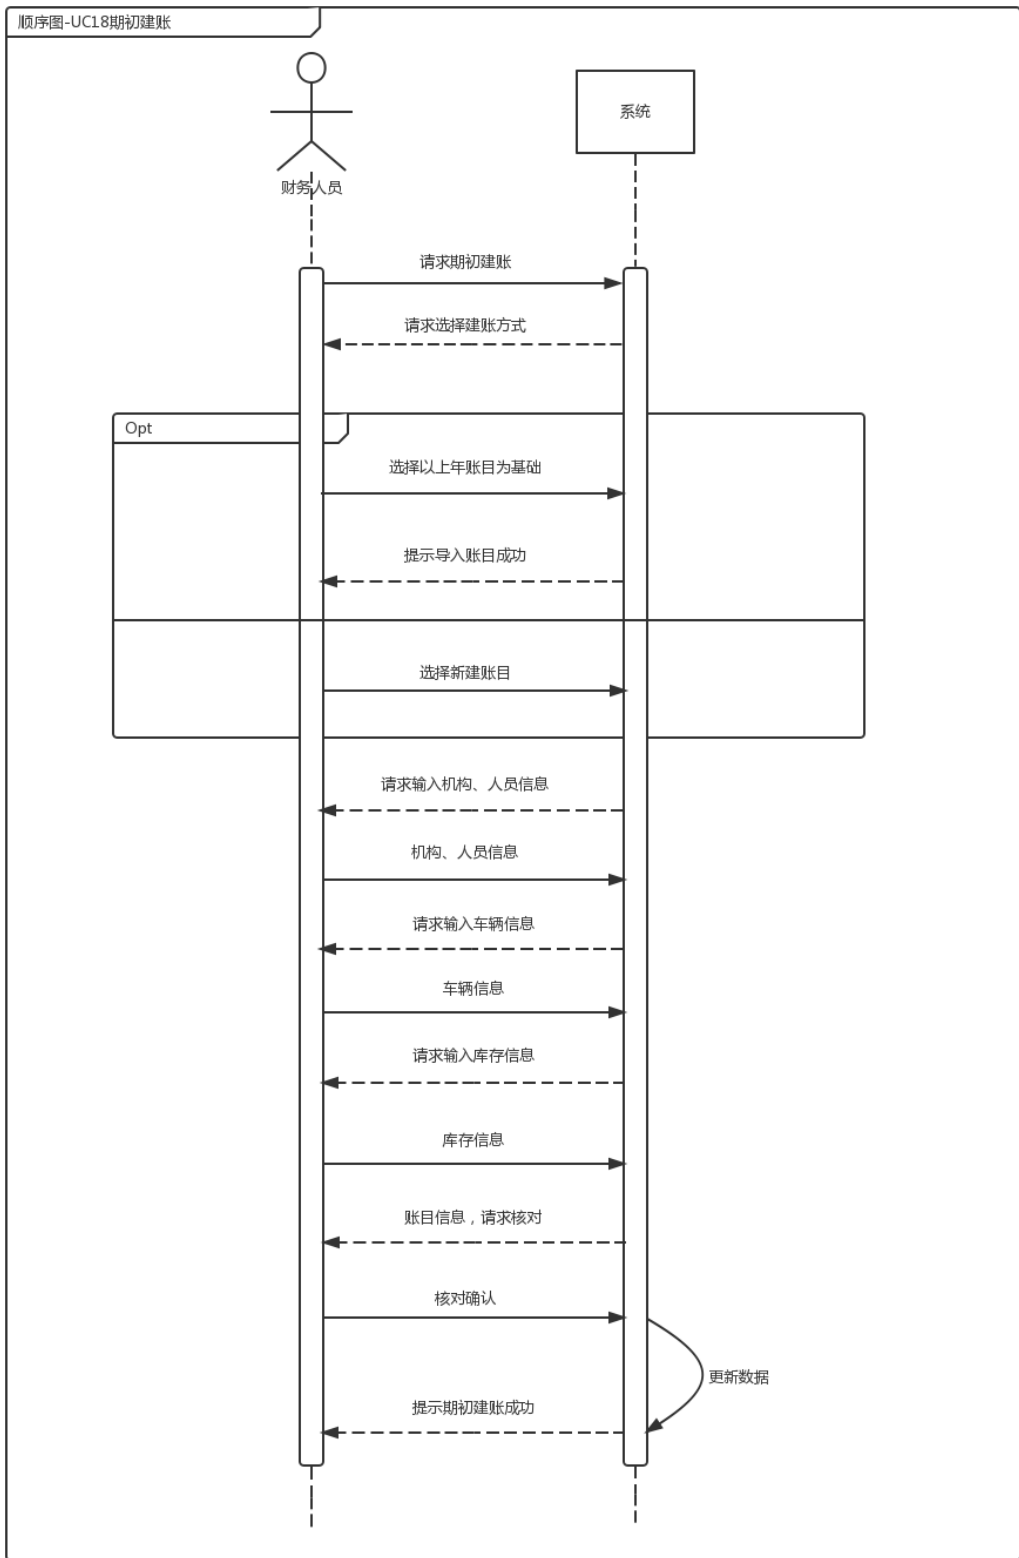 顺序图-UC18期初建账
系统
财务人员
请求期初建账
请求选择建账方式
Opt
选择以上年账目为基础
提示导入账目成功
选择新建账目
请求输入机构、人员信息
机构、人员信息
请求输入车辆信息
车辆信息
请求输入库存信息
库存信息
账目信息，请求核对
核对确认
更新数据
提示期初建账成功